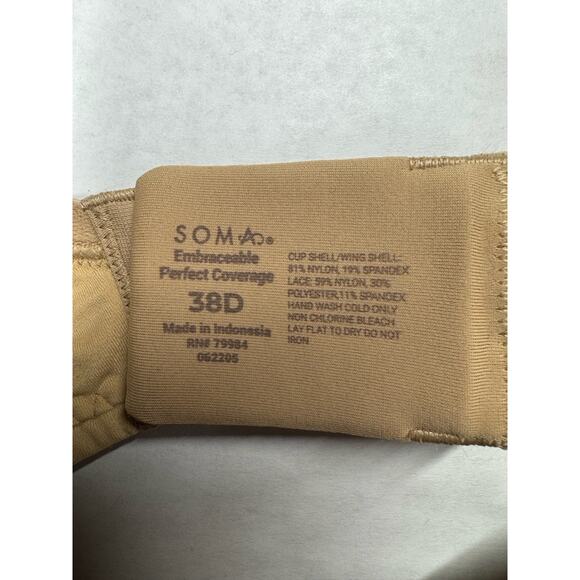 SOMA®
Embraceable
Perfect Coverage
38D
Made in Indonesia
RN# 79984
062205
CUP SHELL/WING SHELL:
81% NYLON, 19% SPANDEX
LACE: 59% NYLON, 30%
POLYESTER,11% SPANDEX
HAND WASH COLD ONLY
NON CHLORINE BLEACH
LAY FLAT TO DRY DO NOT
IRON